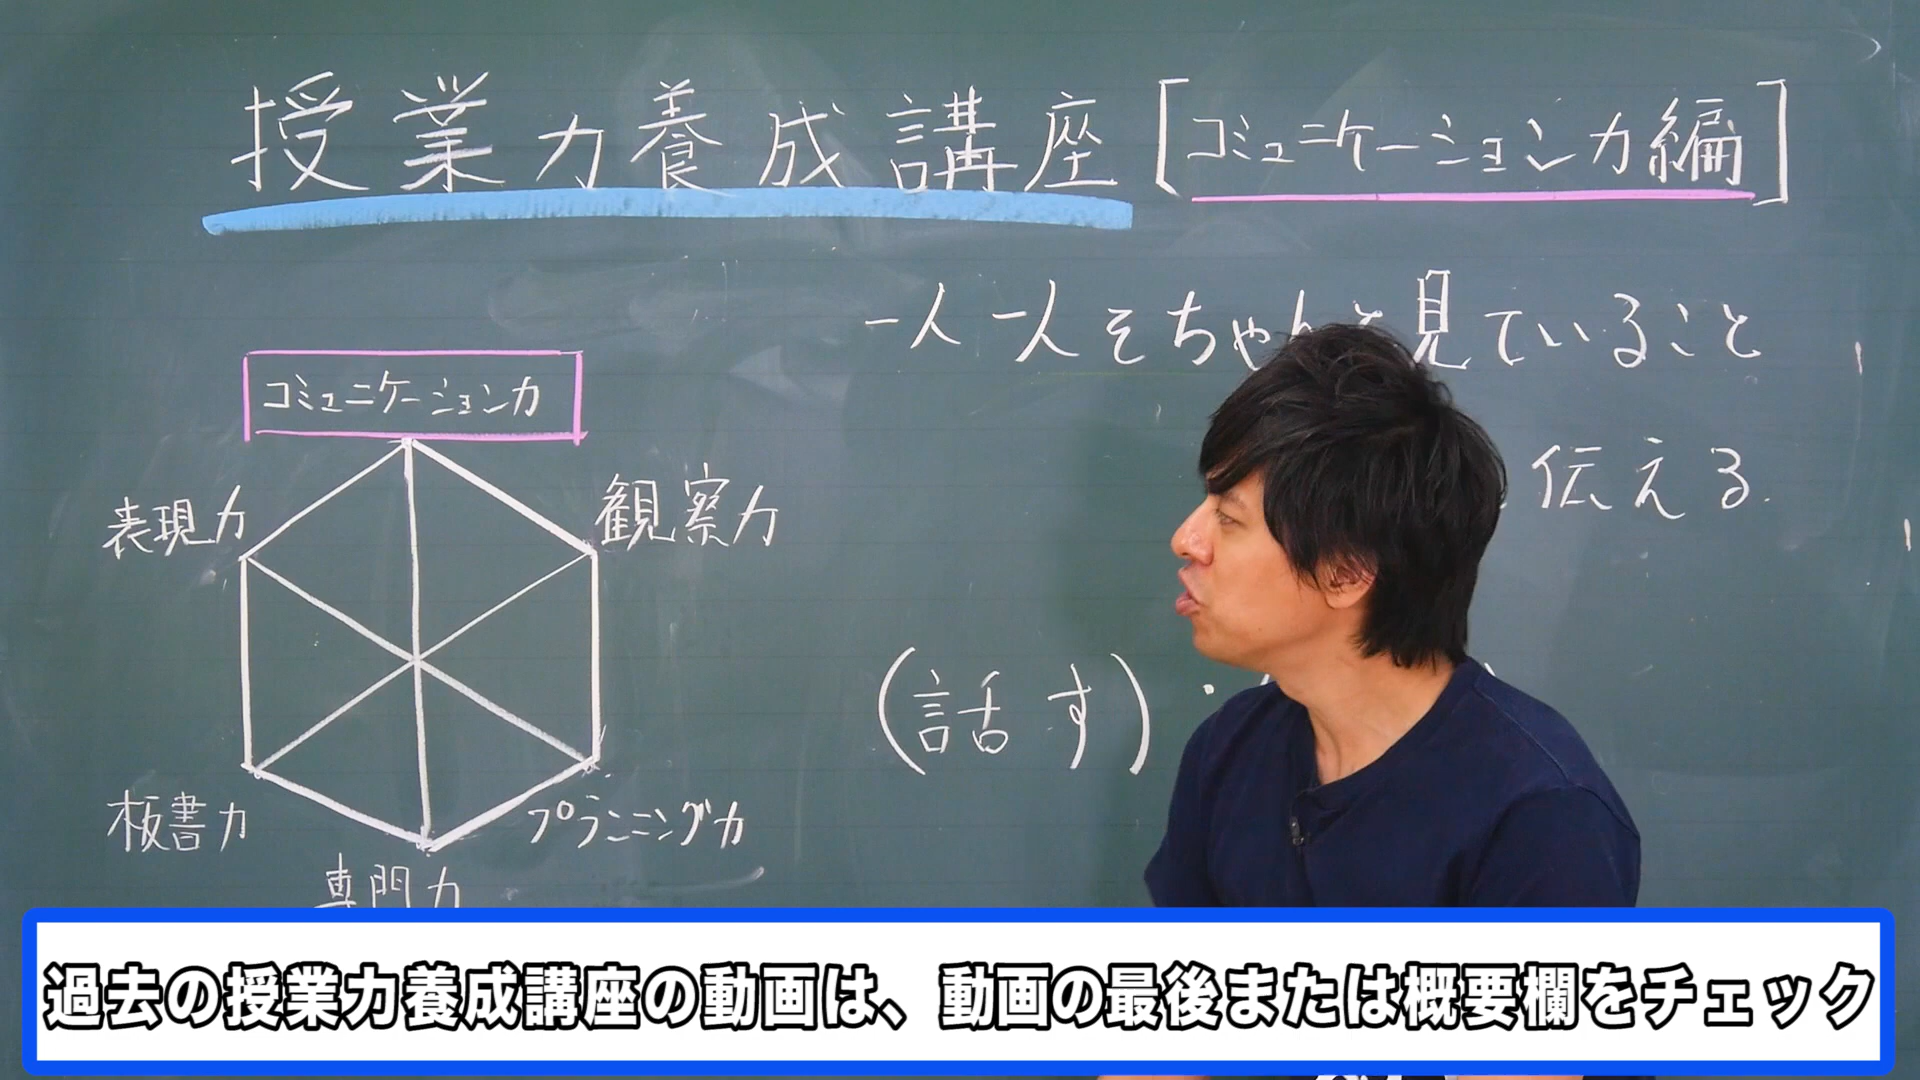 授業力養成講座[コミュニケーション力編]
一人一人をちゃんと見ていること
伝える.
コミュニケーション力
表現力
観察力
(話す)・
板書力
プランニング力
専門力
過去の授業力養成講座の動画は、動画の最後または概要欄をチェック